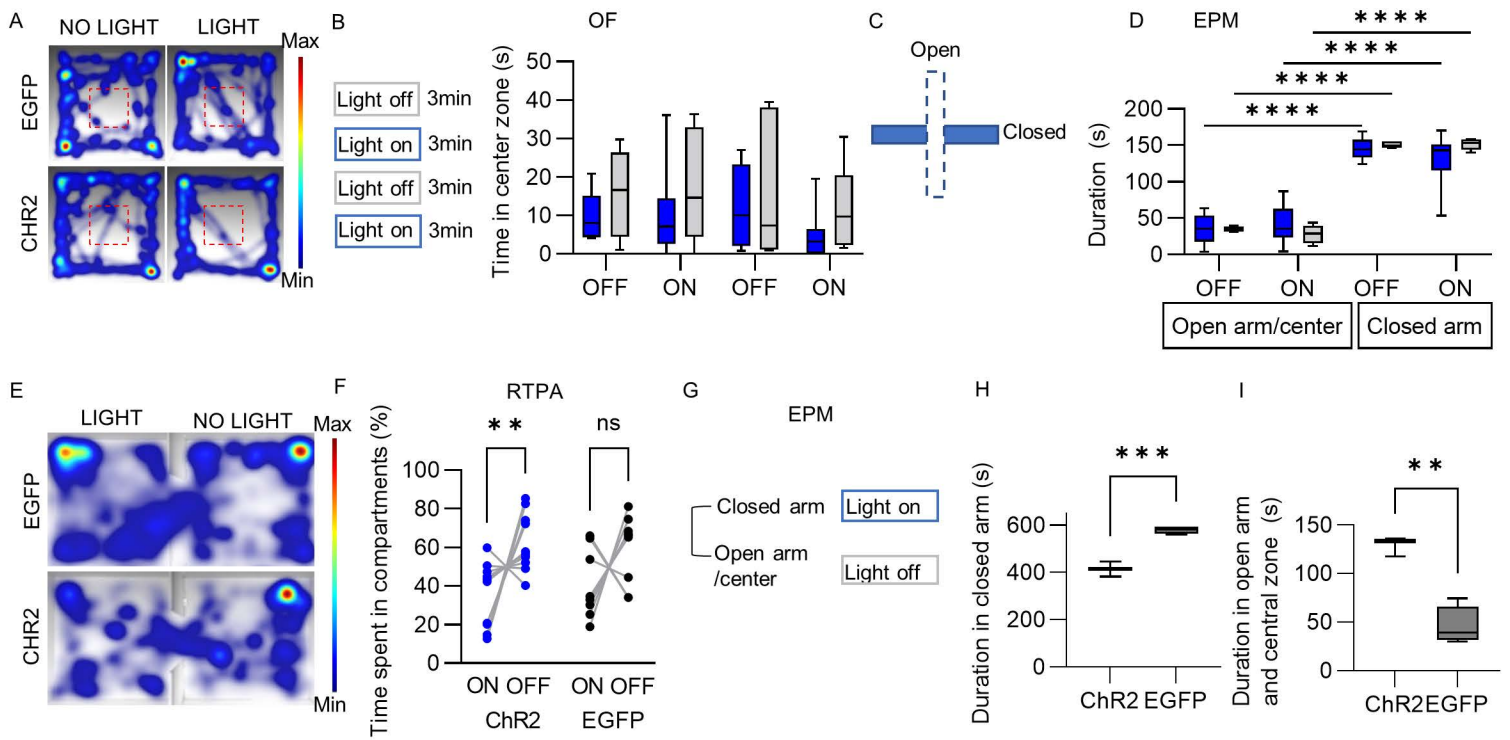 A
NO LIGHT
LIGHT
EGFP
CHR2
Max
Min
B
Light off
3min
Light on
3min
Light off
3min
Light on
3min
OF
Time in center zone (s)
50
40
30
20
10
0
OFF
ON
OFF
ON
C
Open
Closed
D
EPM
****
****
****
****
Duration (s)
200
150
100
50
0
OFF
ON
OFF
ON
Open arm/center
Closed arm
E
LIGHT
NO LIGHT
EGFP
CHR2
Max
Min
F
RTPA
**
ns
Time spent in compartments (%)
100
80
60
40
20
0
ON OFF
ON OFF
ChR2
EGFP
G
EPM
Closed arm
Light on
Open arm
/center
Light off
H
***
Duration in closed arm (s)
600
400
200
0
ChR2
EGFP
I
**
Duration in open arm
and central zone (s)
150
100
50
0
ChR2
EGFP